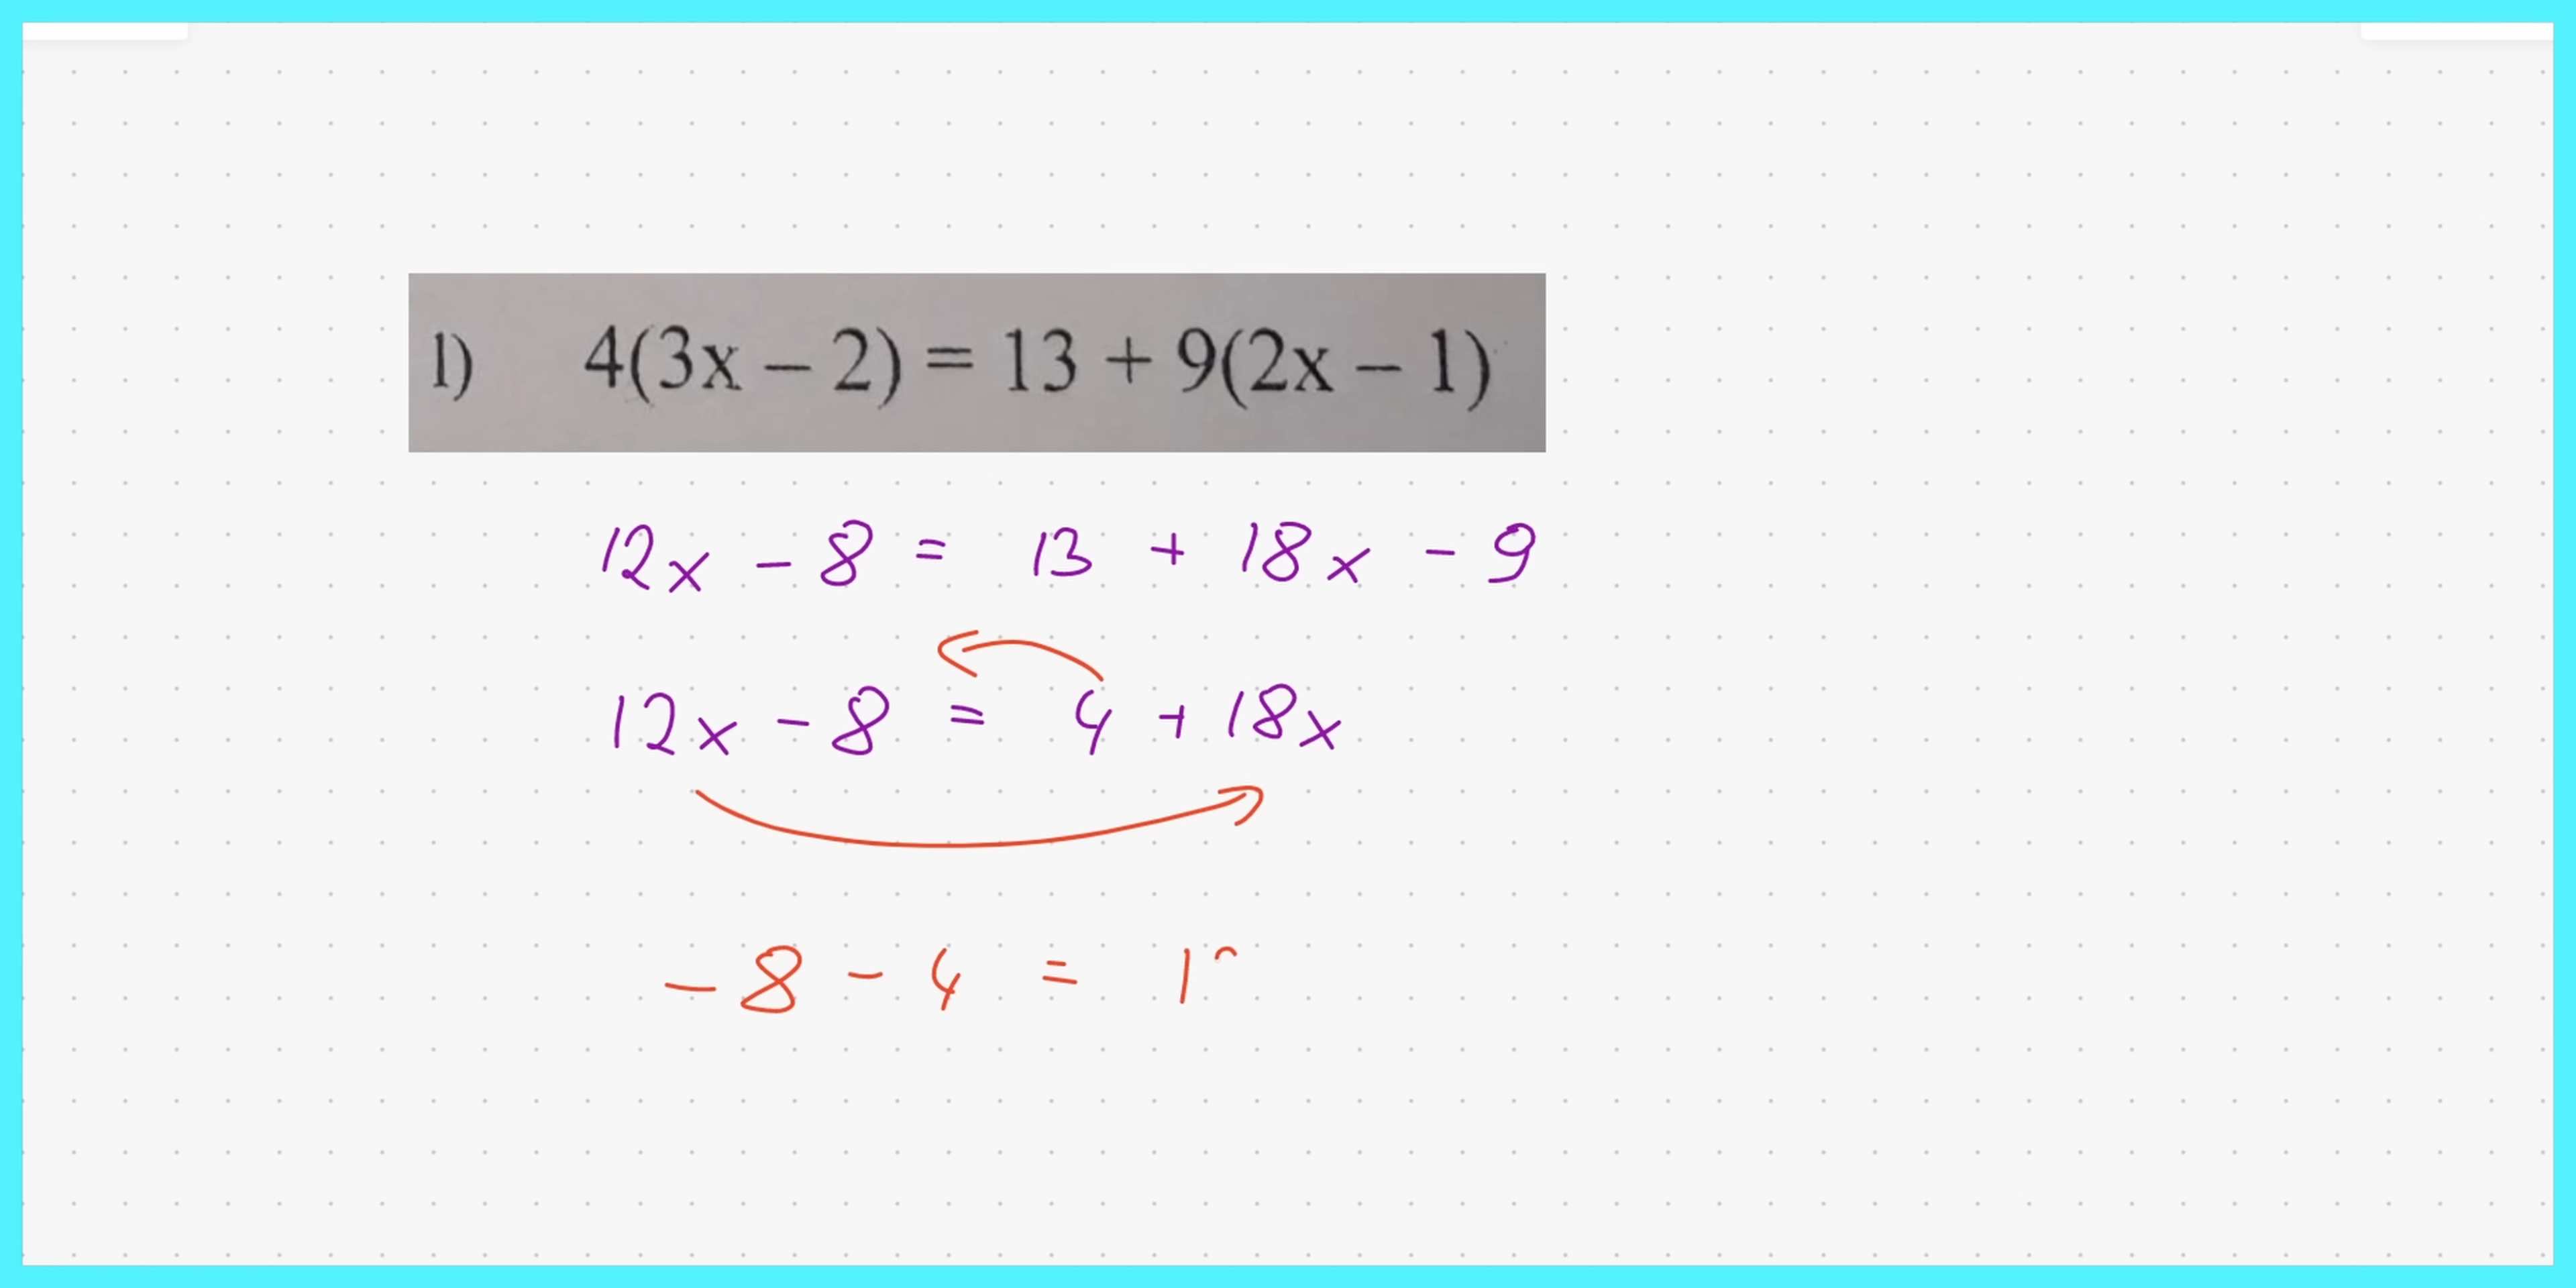 1) 4(3x – 2) = 13 + 9(2x – 1)
12x - 8 = 13 + 18x - 9
12x - 8 = 4 + 18x
- 8 - 4 = 1